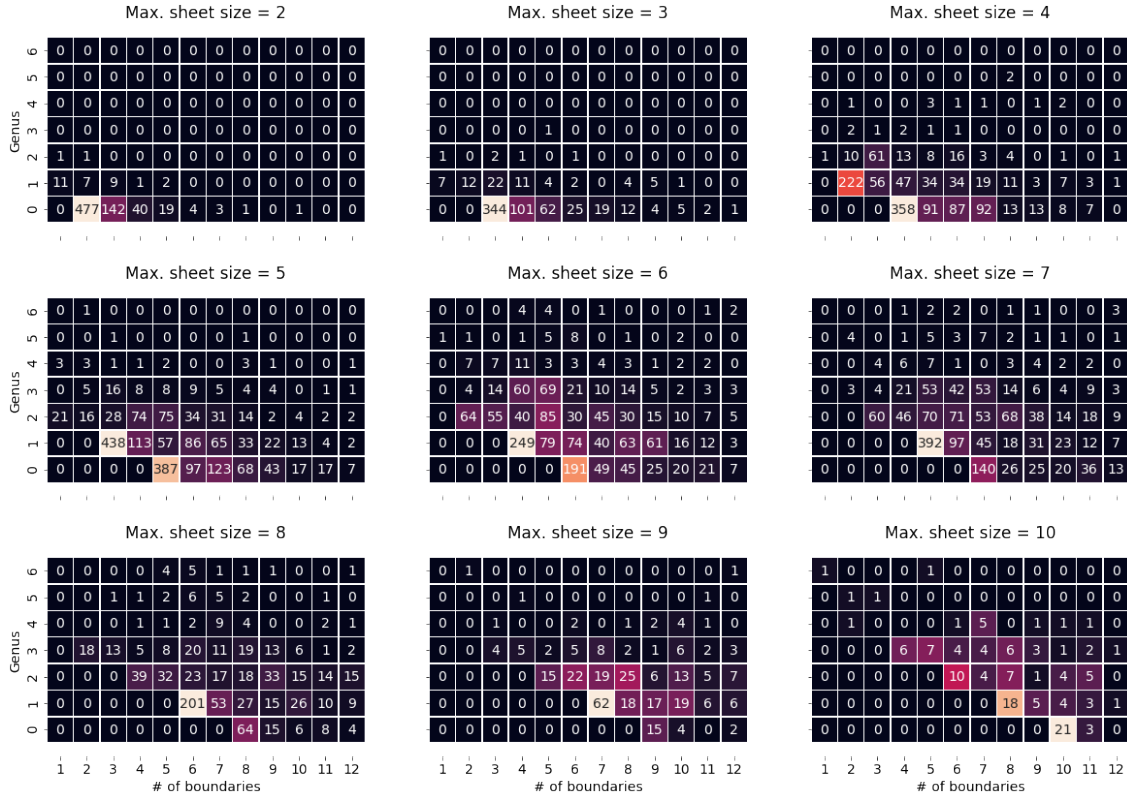 Max. sheet size = 2
Max. sheet size = 3
Max. sheet size = 4
Genus
6 0 0 0 0 0 0 0 0 0 0 0 0
5 0 0 0 0 0 0 0 0 0 0 0 0
4 0 0 0 0 0 0 0 0 0 0 0 0
3 0 0 0 0 0 0 0 0 0 0 0 0
2 1 1 0 0 0 0 0 0 0 0 0 0
1 11 7 9 1 2 0 0 0 0 0 0 0
0 0 477 142 40 19 4 3 1 0 1 0 0
0 0 0 0 0 0 0 0 0 0 0 0
0 0 0 0 0 0 0 0 0 0 0 0
0 0 0 0 0 0 0 0 0 0 0 0
0 0 0 0 1 0 0 0 0 0 0 0
1 0 2 1 0 1 0 0 0 0 0 0
7 12 22 11 4 2 0 4 5 1 0 0
0 0 344 101 62 25 19 12 4 5 2 1
0 0 0 0 0 0 0 0 0 0 0 0
0 0 0 0 0 0 0 2 0 0 0 0
0 1 0 0 3 1 1 0 1 2 0 0
0 2 1 2 1 1 0 0 0 0 0 0
1 10 61 13 8 16 3 4 0 1 0 1
0 222 56 47 34 34 19 11 3 7 3 1
0 0 0 358 91 87 92 13 13 8 7 0
Max. sheet size = 5
Max. sheet size = 6
Max. sheet size = 7
Genus
6 0 1 0 0 0 0 0 0 0 0 0 0
5 0 0 1 0 0 0 0 1 0 0 0 0
4 3 3 1 1 2 0 0 1 0 0 0 2
3 0 5 16 8 8 9 5 4 4 0 1 1
2 21 16 28 74 75 34 31 14 2 4 2 2
1 0 0 438 113 57 86 65 33 22 13 4 2
0 0 0 0 0 387 97 123 68 43 17 17 7
0 0 0 4 4 0 1 0 0 0 1 2
1 1 0 1 5 8 0 1 0 2 0 0
0 7 7 11 3 3 4 3 1 2 2 0
0 4 14 60 69 21 10 14 5 2 3 3
0 64 55 40 85 30 45 30 15 10 7 5
0 0 0 249 79 74 40 63 61 16 12 3
0 0 0 0 0 191 49 45 25 20 21 7
0 0 0 1 2 2 0 1 1 0 0 3
0 4 0 1 5 3 7 2 1 1 0 0
0 0 4 6 7 1 0 3 4 2 2 0
0 3 4 21 53 42 53 14 6 4 9 3
0 0 60 46 70 71 53 68 38 14 18 9
0 0 0 0 392 97 45 18 31 23 12 7
0 0 0 0 0 0 140 26 25 20 36 13
Max. sheet size = 8
Max. sheet size = 9
Max. sheet size = 10
Genus
6 0 0 0 0 4 5 1 1 1 0 0 1
5 0 0 1 1 2 6 5 2 0 0 1 0
4 0 0 0 1 1 2 9 4 0 0 2 1
3 0 18 13 5 8 20 11 19 13 6 1 2
2 0 0 0 39 32 23 17 18 33 15 14 15
1 0 0 0 0 0 201 53 27 15 26 10 9
0 0 0 0 0 0 0 0 64 15 6 8 4
1 2 3 4 5 6 7 8 9 10 11 12
# of boundaries
0 1 0 0 0 0 0 0 0 0 0 1
0 0 0 1 0 0 0 0 0 0 1 0
0 0 1 0 0 2 0 1 2 4 1 0
0 0 4 5 2 5 8 2 1 6 2 3
0 0 0 0 15 22 19 25 6 13 5 7
0 0 0 0 0 0 62 18 17 19 6 6
0 0 0 0 0 0 0 0 15 4 0 2
1 2 3 4 5 6 7 8 9 10 11 12
# of boundaries
1 0 0 0 1 0 0 0 0 0 0 0
0 1 1 0 0 0 0 0 0 0 0 0
0 1 0 0 0 1 5 0 1 1 1 0
0 0 0 6 7 4 4 6 3 1 2 1
0 0 0 0 0 10 4 7 1 4 5 0
0 0 0 0 0 0 0 18 5 4 3 1
0 0 0 0 0 0 0 0 0 21 3 0
1 2 3 4 5 6 7 8 9 10 11 12
# of boundaries